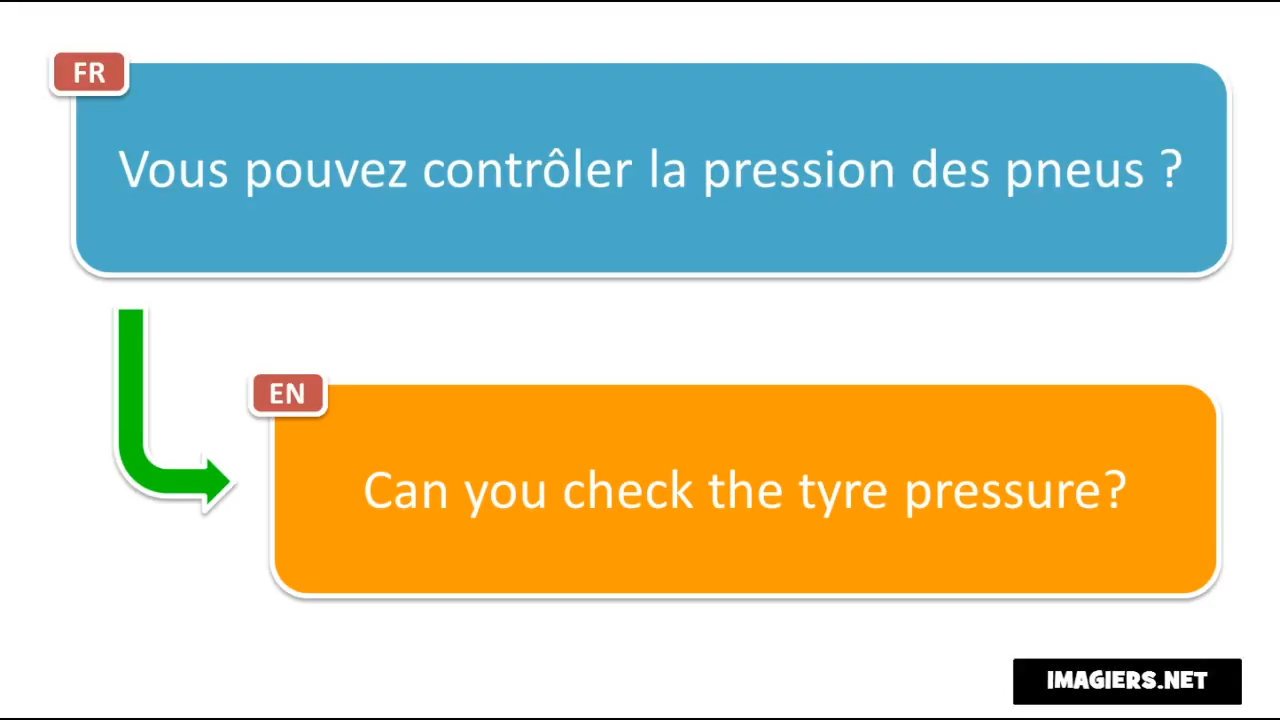 FR
Vous pouvez contrôler la pression des pneus ?
EN
Can you check the tyre pressure?
IMAGIERS.NET